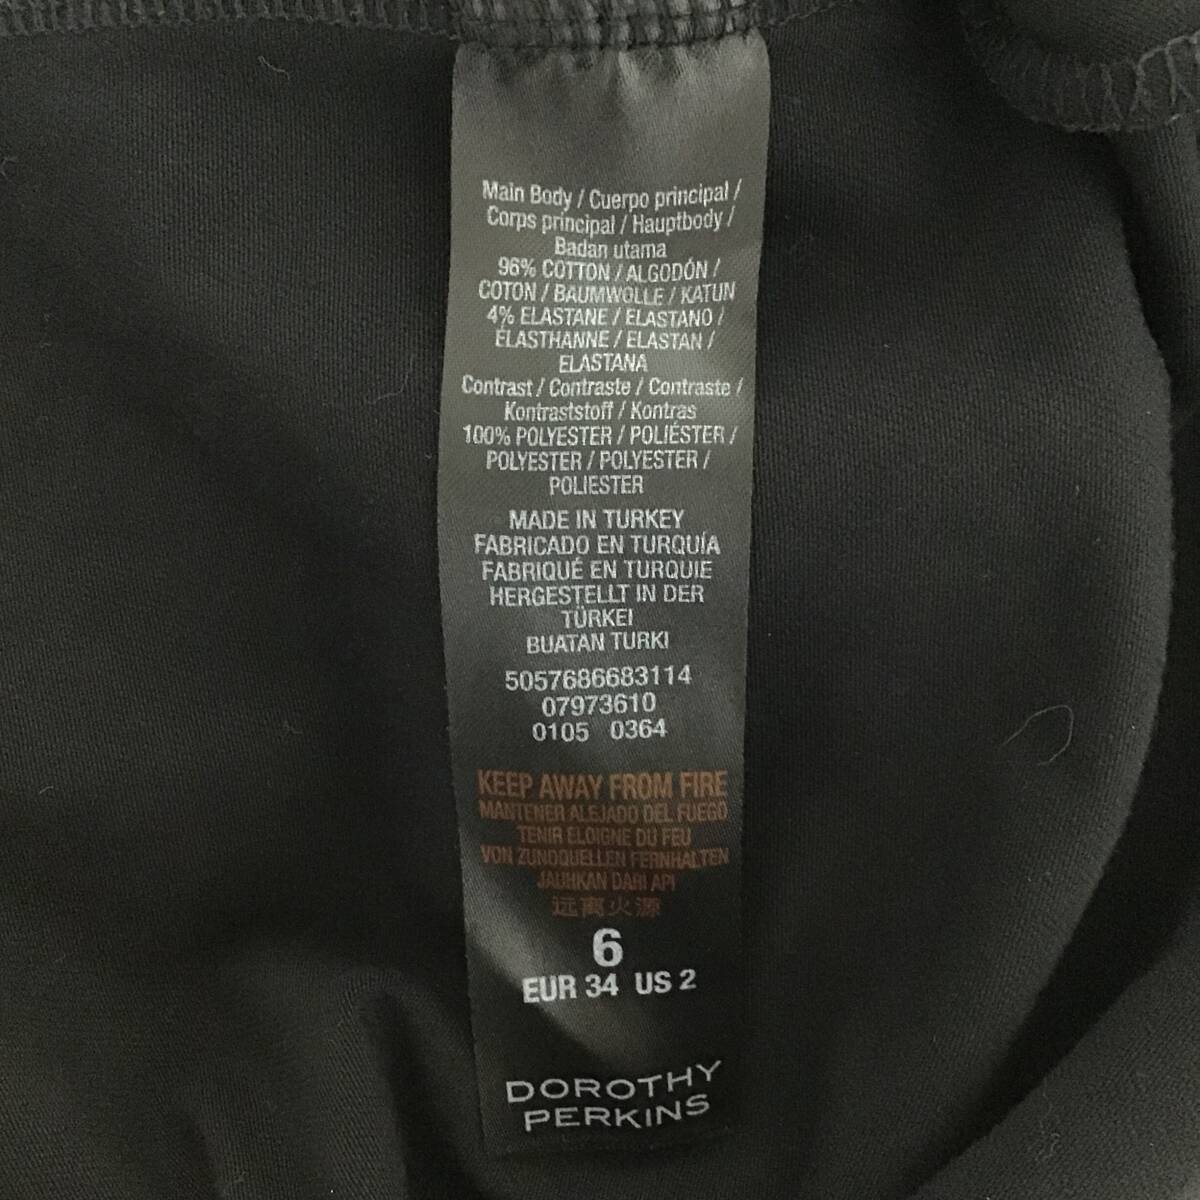 Main Body / Cuerpo principal /
Corps principal / Hauptbody /
Badan utama
96% COTTON / ALGODÓN /
COTON / BAUMWOLLE / KATUN
4% ELASTANE / ELASTANO /
ÉLASTHANNE / ELASTAN /
ELASTANA
Contrast / Contraste / Contraste /
Kontraststoff / Kontras
100% POLYESTER / POLIÉSTER /
POLYESTER / POLYESTER /
POLIESTER
MADE IN TURKEY
FABRICADO EN TURQUÍA
FABRIQUÉ EN TURQUIE
HERGESTELLT IN DER
TÜRKEI
BUATAN TURKI
5057686683114
07973610
0105 0364
KEEP AWAY FROM FIRE
MANTENER ALEJADO DEL FUEGO
TENIR ELOIGNE DU FEU
VON ZUNDQUELLEN FERNHALTEN
JAUHKAN DARI API
远离火源
6
EUR 34 US 2
DOROTHY
PERKINS